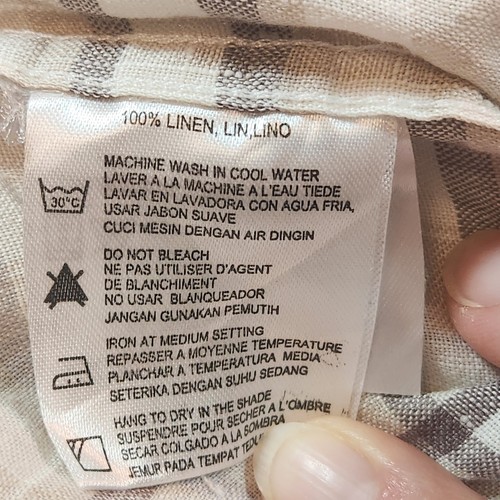 100% LINEN, LIN,LINO
MACHINE WASH IN COOL WATER
LAVER A LA MACHINE A L'EAU TIEDE
LAVAR EN LAVADORA CON AGUA FRIA,
USAR JABON SUAVE
CUCI MESIN DENGAN AIR DINGIN
30°C
DO NOT BLEACH
NE PAS UTILISER D'AGENT
DE BLANCHIMENT
NO USAR BLANQUEADOR
JANGAN GUNAKAN PEMUTIH
IRON AT MEDIUM SETTING
REPASSER A MOYENNE TEMPERATURE
PLANCHAR A TEMPERATURA MEDIA
SETERIKA DENGAN SUHU SEDANG
HANG TO DRY IN THE SHADE
SUSPENDRE POUR SECHER A L'OMBRE
SECAR COLGADO A LA SOMBRA
JEMUR PADA TEMPAT